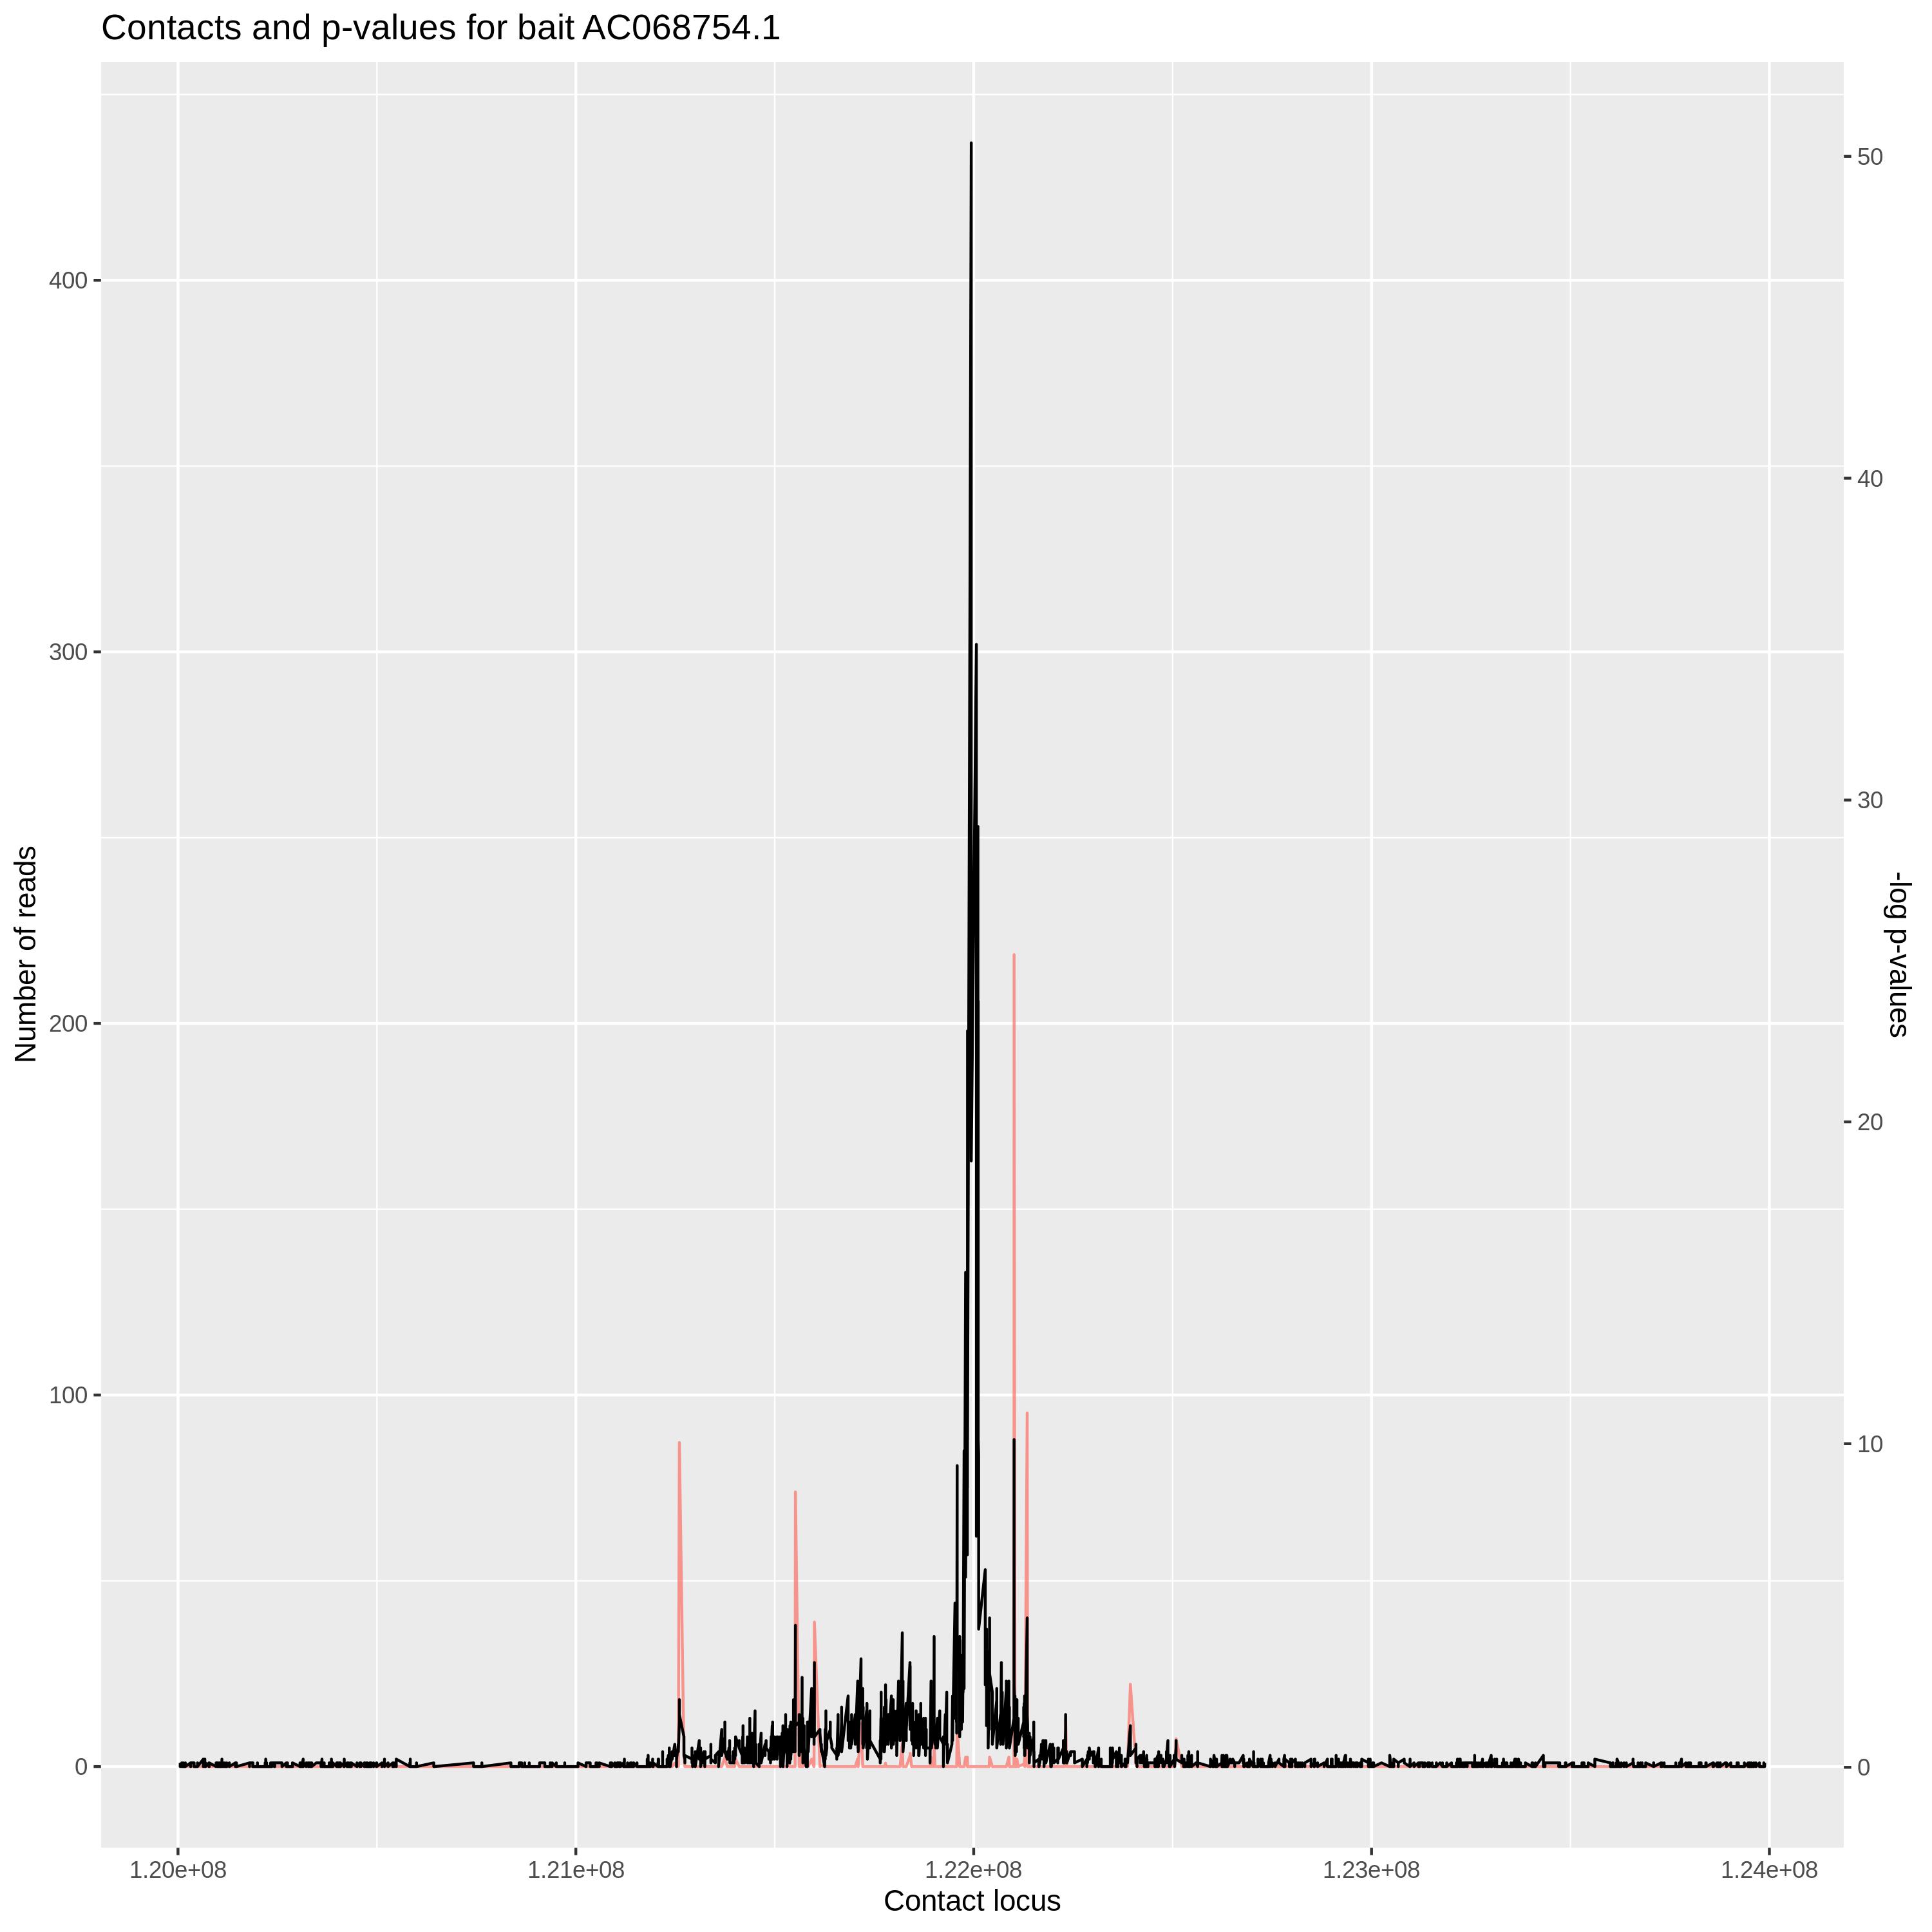 Contacts and p-values for bait AC068754.1
Number of reads
400
300
200
100
0
50
40
30
20
10
0
-log p-values
1.20e+08 1.21e+08 1.22e+08 1.23e+08 1.24e+08
Contact locus